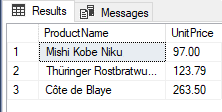 Results Messages
ProductName UnitPrice
1 Mishi Kobe Niku 97.00
2 Thüringer Rostbratwu... 123.79
3 Côte de Blaye 263.50